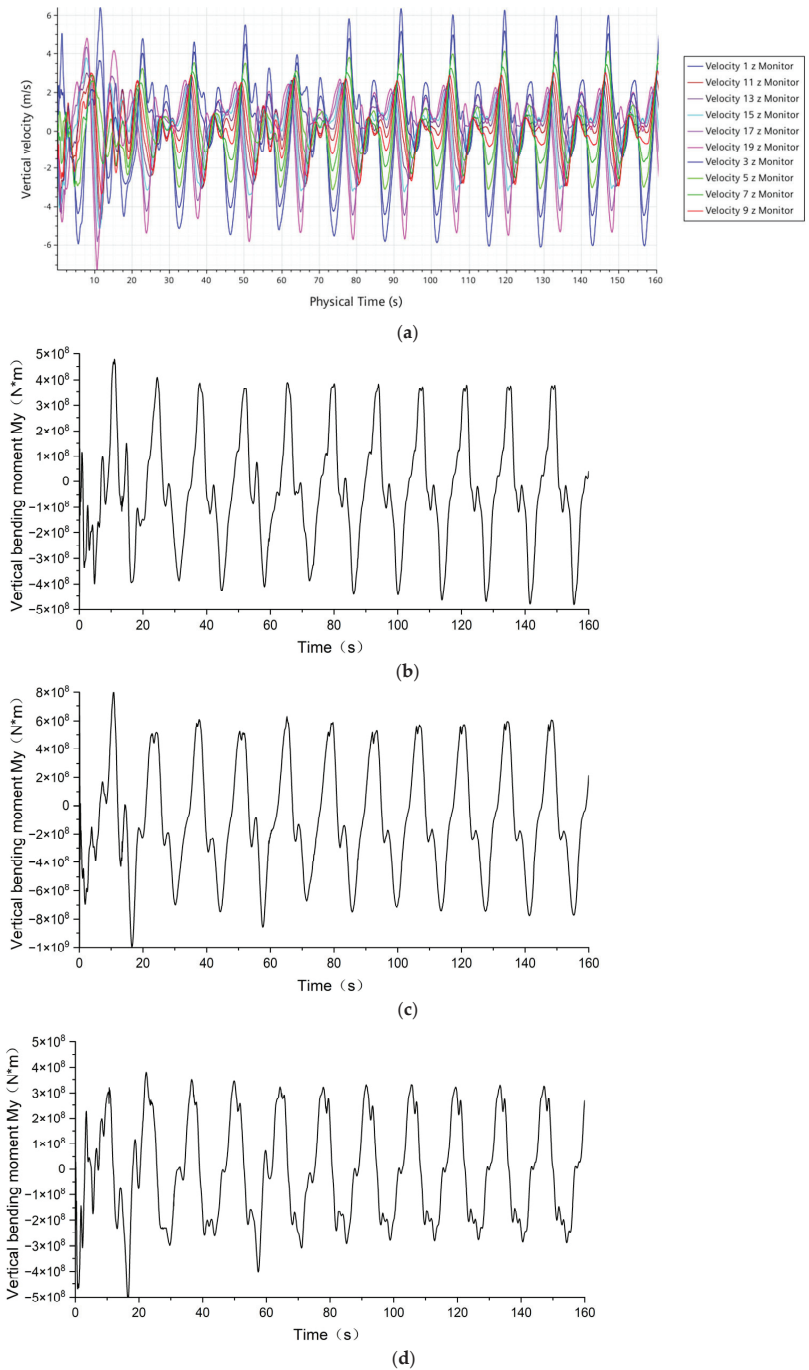 Vertical velocity (m/s)
6
4
2
0
-2
-4
-6
10 20 30 40 50 60 70 80 90 100 110 120 130 140 150 160
Physical Time (s)
Velocity 1 z Monitor
Velocity 11 z Monitor
Velocity 13 z Monitor
Velocity 15 z Monitor
Velocity 17 z Monitor
Velocity 19 z Monitor
Velocity 3 z Monitor
Velocity 5 z Monitor
Velocity 7 z Monitor
Velocity 9 z Monitor
(a)
Vertical bending moment My（N*m）
5×10⁸
4×10⁸
3×10⁸
2×10⁸
1×10⁸
0
−1×10⁸
−2×10⁸
−3×10⁸
−4×10⁸
−5×10⁸
0 20 40 60 80 100 120 140 160
Time（s）
(b)
Vertical bending moment My（N*m）
8×10⁸
6×10⁸
4×10⁸
2×10⁸
0
−2×10⁸
−4×10⁸
−6×10⁸
−8×10⁸
−1×10⁹
0 20 40 60 80 100 120 140 160
Time（s）
(c)
Vertical bending moment My（N*m）
5×10⁸
4×10⁸
3×10⁸
2×10⁸
1×10⁸
0
−1×10⁸
−2×10⁸
−3×10⁸
−4×10⁸
−5×10⁸
0 20 40 60 80 100 120 140 160
Time（s）
(d)